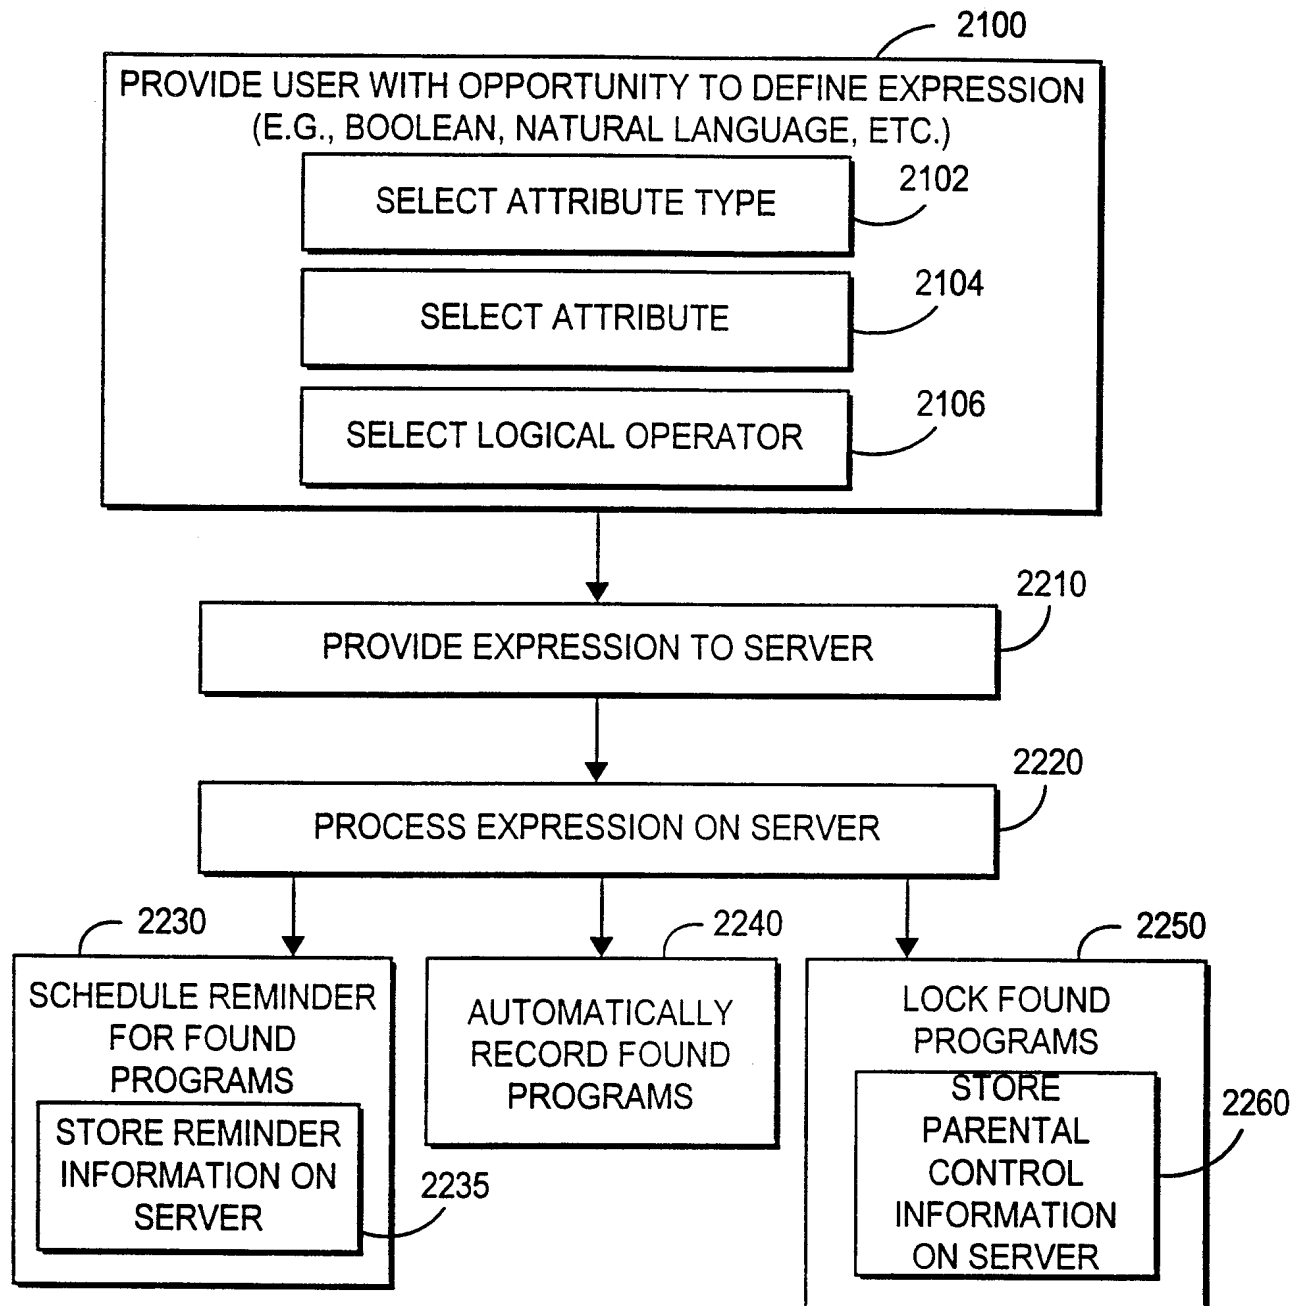 2100
PROVIDE USER WITH OPPORTUNITY TO DEFINE EXPRESSION
(E.G., BOOLEAN, NATURAL LANGUAGE, ETC.)
SELECT ATTRIBUTE TYPE
2102
SELECT ATTRIBUTE
2104
SELECT LOGICAL OPERATOR
2106
PROVIDE EXPRESSION TO SERVER
2210
PROCESS EXPRESSION ON SERVER
2220
2230
SCHEDULE REMINDER
FOR FOUND
PROGRAMS
STORE REMINDER
INFORMATION ON
SERVER
2235
2240
AUTOMATICALLY
RECORD FOUND
PROGRAMS
2250
LOCK FOUND
PROGRAMS
STORE
PARENTAL
CONTROL
INFORMATION
ON SERVER
2260